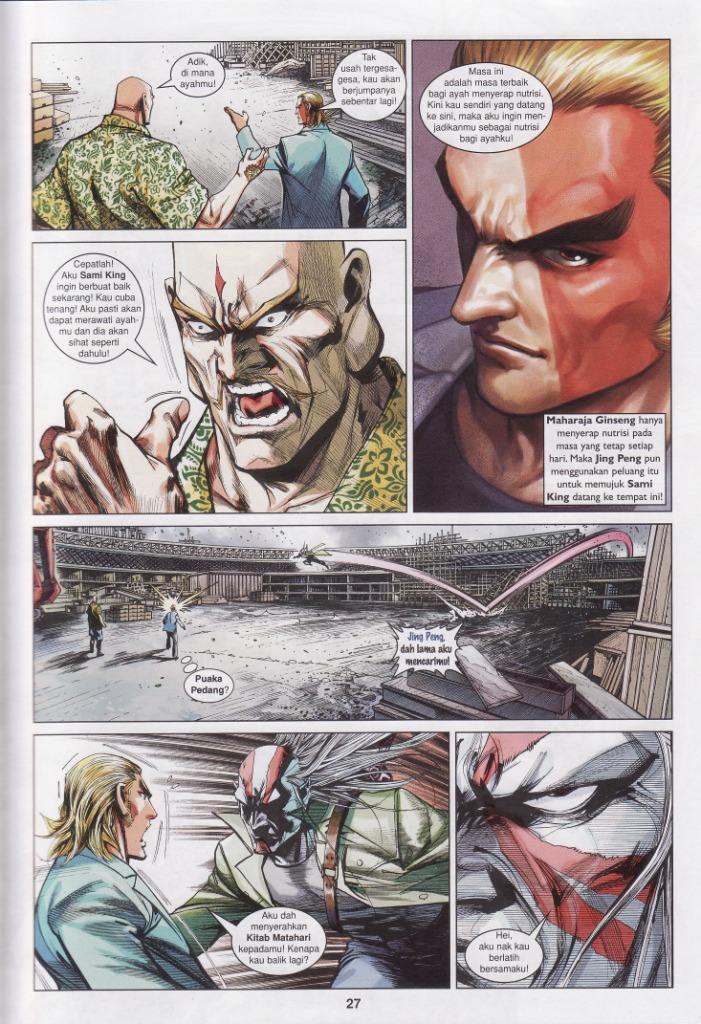 Adik,
di mana
ayahmu!
Tak
usah tergesa-
gesa, kau akan
berjumpanya
sebentar lagi!
Masa ini
adalah masa terbaik
bagi ayah menyerap nutrisi.
Kini kau sendiri yang datang
ke sini, maka aku ingin men-
jadikanmu sebagai nutrisi
bagi ayahku!
Cepatlah!
Aku Sami King
ingin berbuat baik
sekarang! Kau cuba
tenang! Aku pasti akan
dapat merawati ayah-
mu dan dia akan
sihat seperti
dahulu!
Maharaja Ginseng hanya
menyerap nutrisi pada
masa yang tetap setiap
hari. Maka Jing Peng pun
menggunakan peluang itu
untuk memujuk Sami
King datang ke tempat ini!
Jing Peng,
dah lama aku
mencarimu!
Puaka
Pedang?
Aku dah
menyerahkan
Kitab Matahari
kepadamu! Kenapa
kau balik lagi?
Hei,
aku nak kau
berlatih
bersamaku!
27